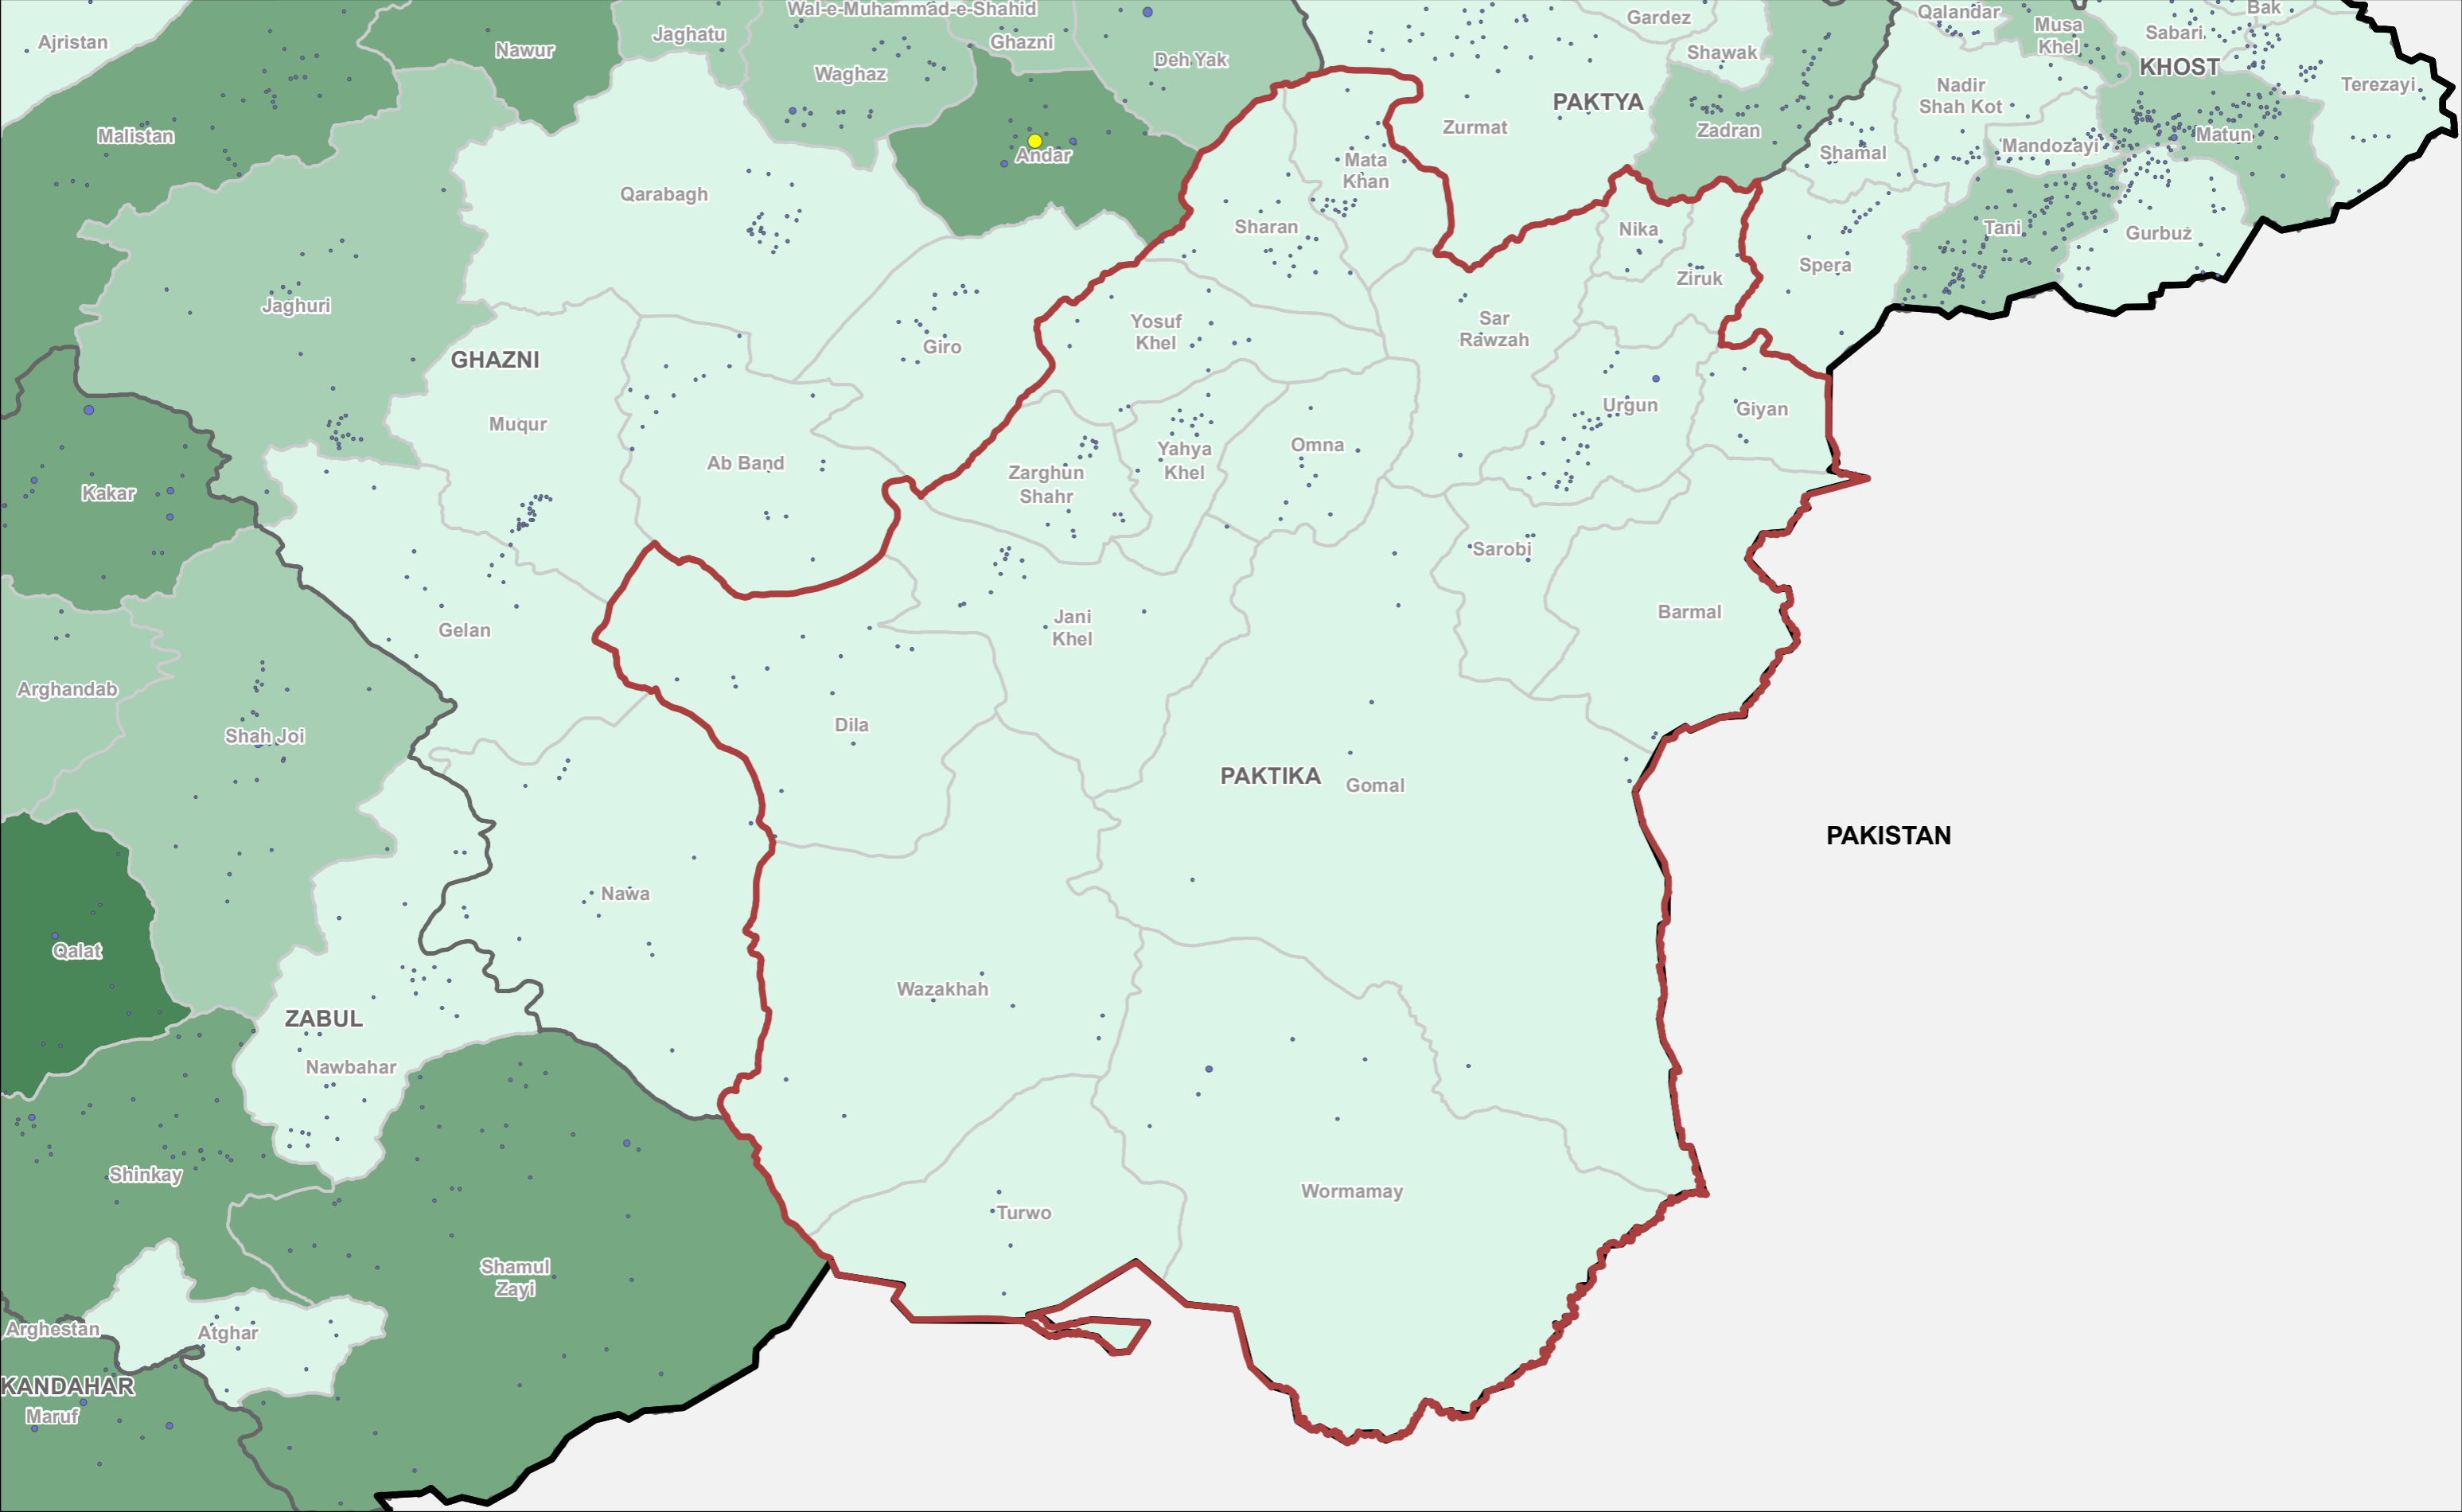 Wal-e-Muhammad-e-Shahid
Bak
Qalandar
Gardez
Musa
Khel
Sabari
Ajristan
Nawur
Jaghatu
Ghazni
Shawak
Deh Yak
KHOST
Waghaz
Terezayi
Nadir
Shah Kot
PAKTYA
Zurmat
Zadran
Malistan
Matun
Mandozayi
Shamal
Andar
Mata
Khan
Qarabagh
Sharan
Nika
Tani
Gurbuz
Spera
Ziruk
Jaghuri
Yosuf
Khel
Sar
Rawzah
Giro
GHAZNI
Urgun
Giyan
Muqur
Omna
Yahya
Khel
Ab Band
Zarghun
Shahr
Kakar
Sarobi
Barmal
Jani
Khel
Gelan
Arghandab
Dila
Shah Joi
PAKTIKA
Gomal
PAKISTAN
Nawa
Qalat
Wazakhah
ZABUL
Nawbahar
Shinkay
Wormamay
Turwo
Shamul
Zayi
Arghestan
Atghar
KANDAHAR
Maruf